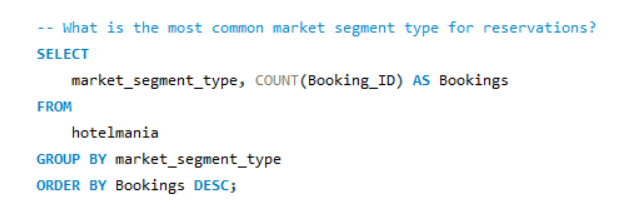 -- What is the most common market segment type for reservations?
SELECT
market_segment_type, COUNT(Booking_ID) AS Bookings
FROM
hotelmania
GROUP BY market_segment_type
ORDER BY Bookings DESC;